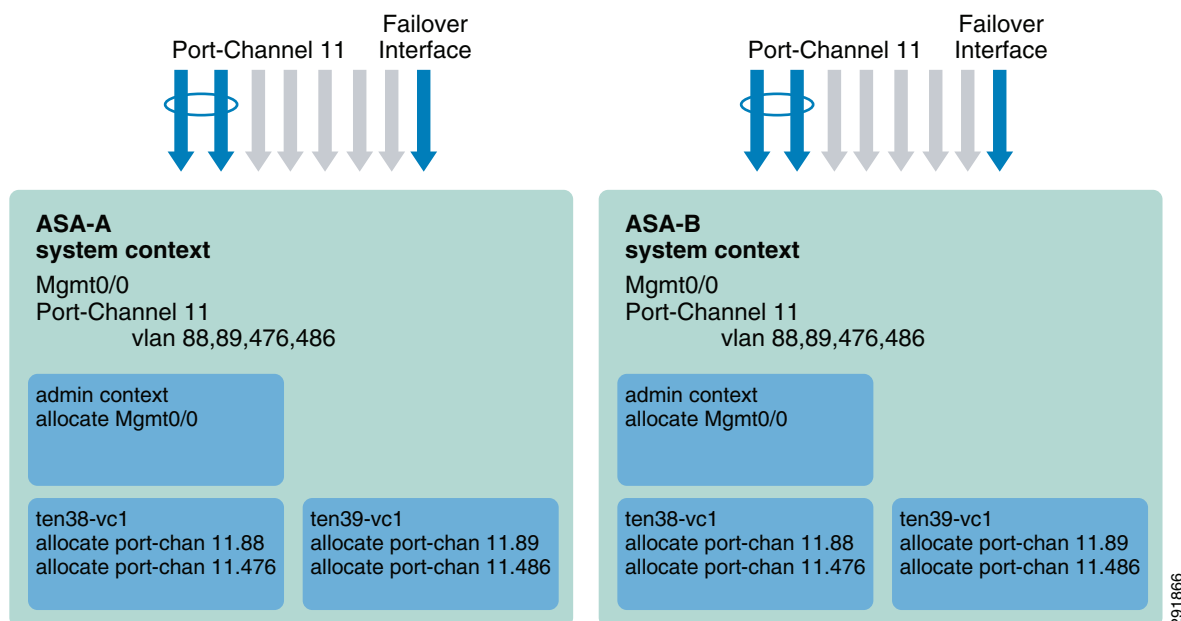 Port-Channel 11
Failover
Interface
ASA-A
system context
Mgmt0/0
Port-Channel 11
vlan 88,89,476,486
admin context
allocate Mgmt0/0
ten38-vc1
allocate port-chan 11.88
allocate port-chan 11.476
ten39-vc1
allocate port-chan 11.89
allocate port-chan 11.486
Port-Channel 11
Failover
Interface
ASA-B
system context
Mgmt0/0
Port-Channel 11
vlan 88,89,476,486
admin context
allocate Mgmt0/0
ten38-vc1
allocate port-chan 11.88
allocate port-chan 11.476
ten39-vc1
allocate port-chan 11.89
allocate port-chan 11.486
291866